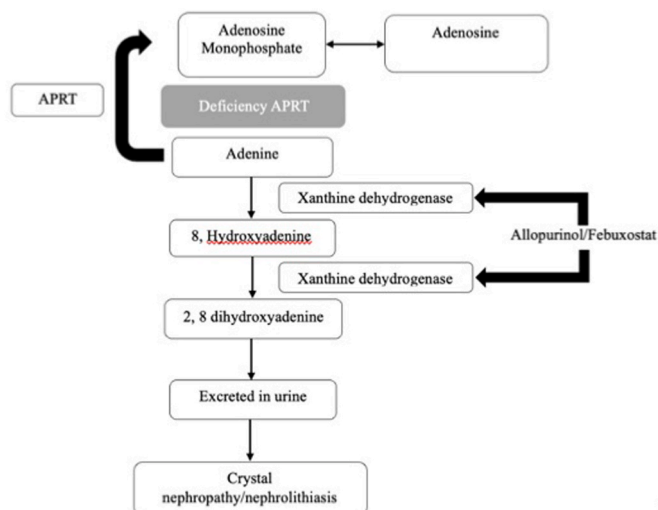 Adenosine
Monophosphate
Adenosine
APRT
Deficiency APRT
Adenine
Xanthine dehydrogenase
8, Hydroxyadenine
Allopurinol/Febuxostat
Xanthine dehydrogenase
2, 8 dihydroxyadenine
Excreted in urine
Crystal
nephropathy/nephrolithiasis